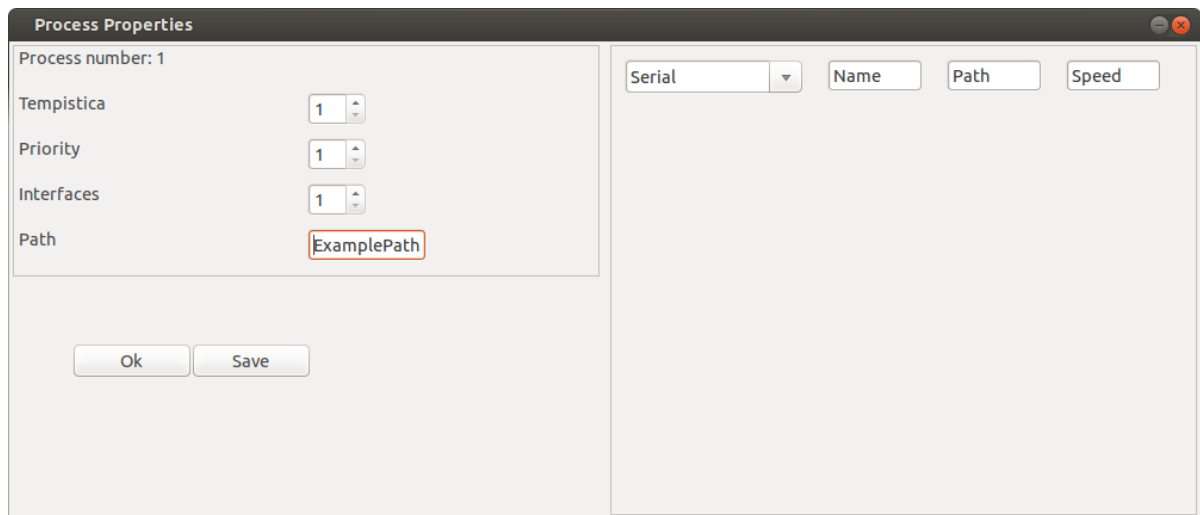 Process Properties
Process number: 1
Tempistica 1
Priority 1
Interfaces 1
Path ExamplePath
Ok Save
Serial Name Path Speed